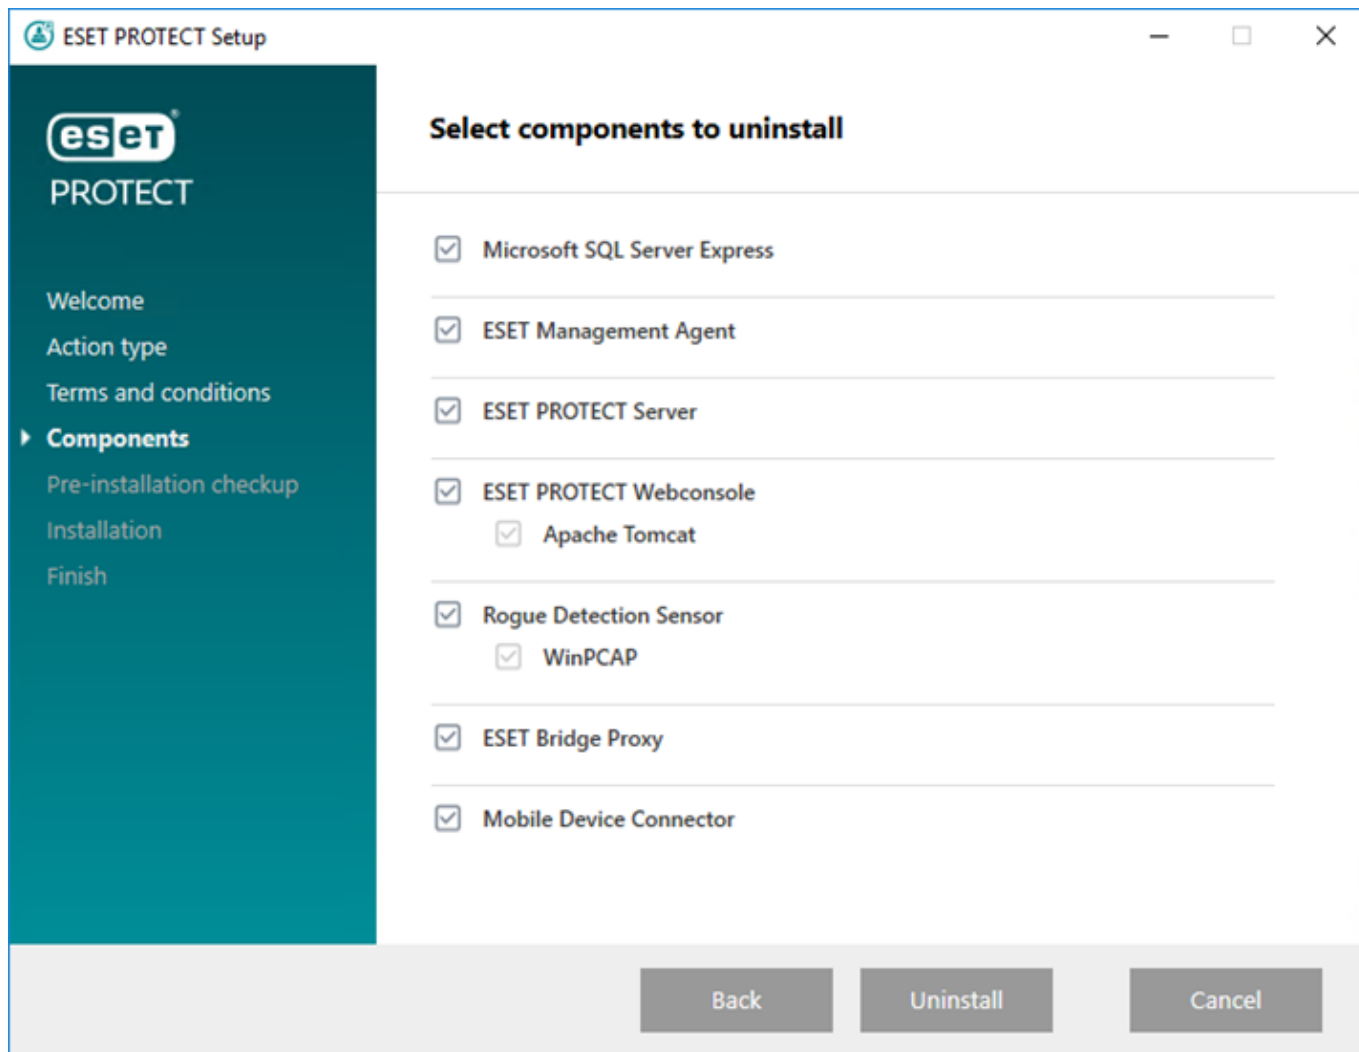 ESET PROTECT Setup
eset®
PROTECT
Welcome
Action type
Terms and conditions
Components
Pre-installation checkup
Installation
Finish
Select components to uninstall
Microsoft SQL Server Express
ESET Management Agent
ESET PROTECT Server
ESET PROTECT Webconsole
Apache Tomcat
Rogue Detection Sensor
WinPCAP
ESET Bridge Proxy
Mobile Device Connector
Back
Uninstall
Cancel